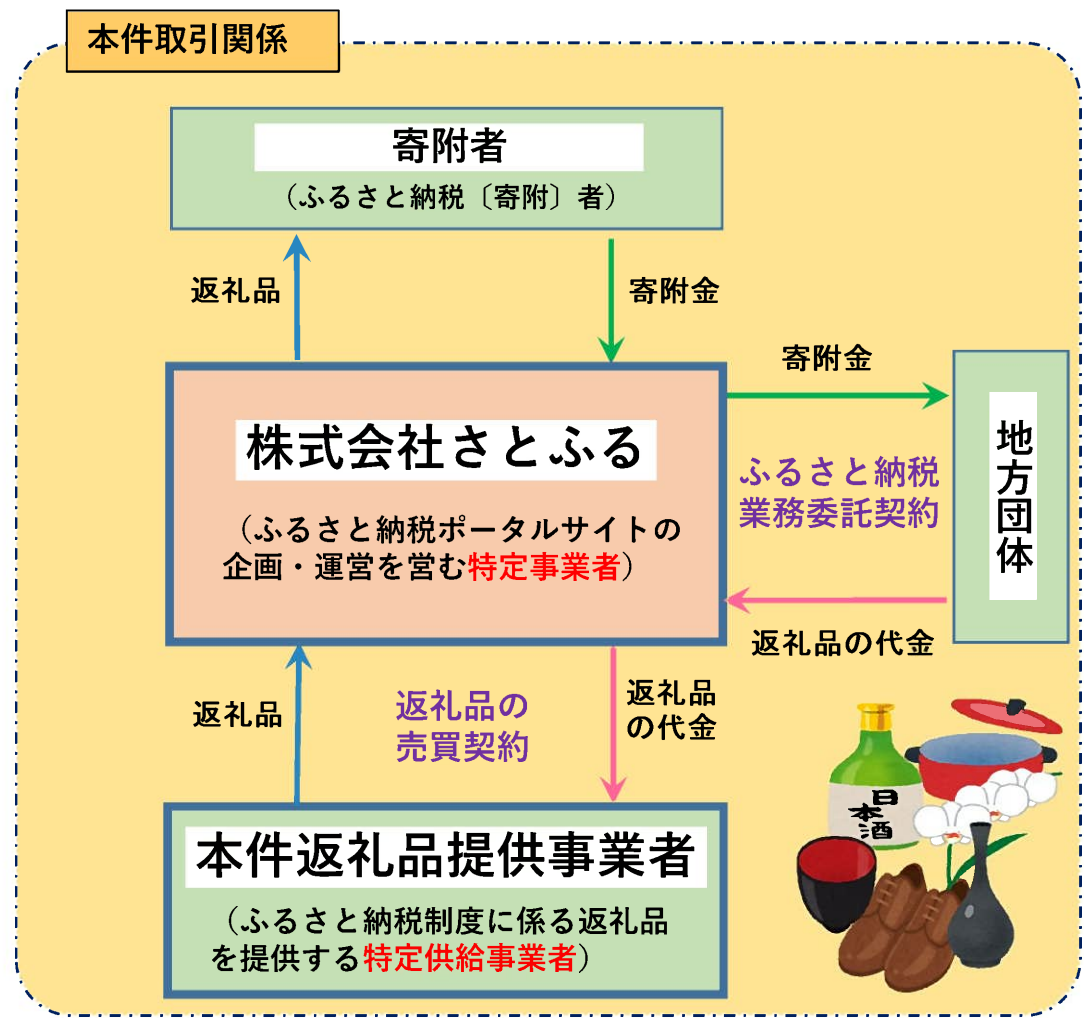 本件取引関係
寄附者
（ふるさと納税〔寄附〕者）
返礼品
寄附金
寄附金
株式会社さとふる
（ふるさと納税ポータルサイトの
企画・運営を営む特定事業者）
ふるさと納税
業務委託契約
地方団体
返礼品の代金
返礼品
返礼品の
売買契約
返礼品
の代金
本件返礼品提供事業者
（ふるさと納税制度に係る返礼品
を提供する特定供給事業者）
日本酒